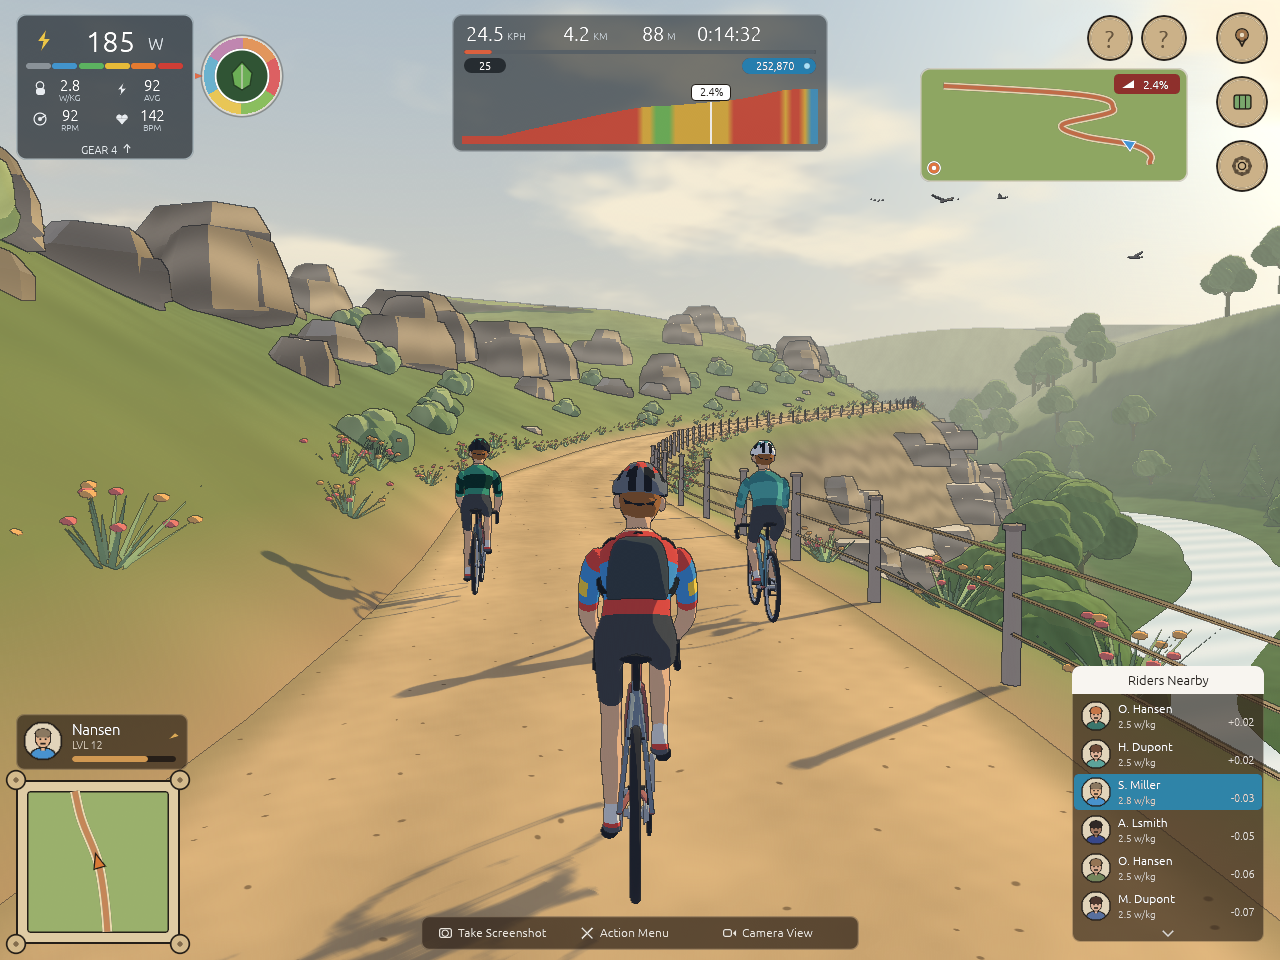 185 W
2.8 W/KG
92 AVG
92 RPM
142 BPM
GEAR 4
24.5 KPH
4.2 KM
88 M
0:14:32
25
252,870
2.4%
?
?
2.4%
Nansen
LVL 12
Riders Nearby
O. Hansen
2.5 w/kg +0.02
H. Dupont
2.5 w/kg +0.02
S. Miller
2.8 w/kg -0.03
A. Lsmith
2.5 w/kg -0.05
O. Hansen
2.5 w/kg -0.06
M. Dupont
2.5 w/kg -0.07
Take Screenshot
Action Menu
Camera View